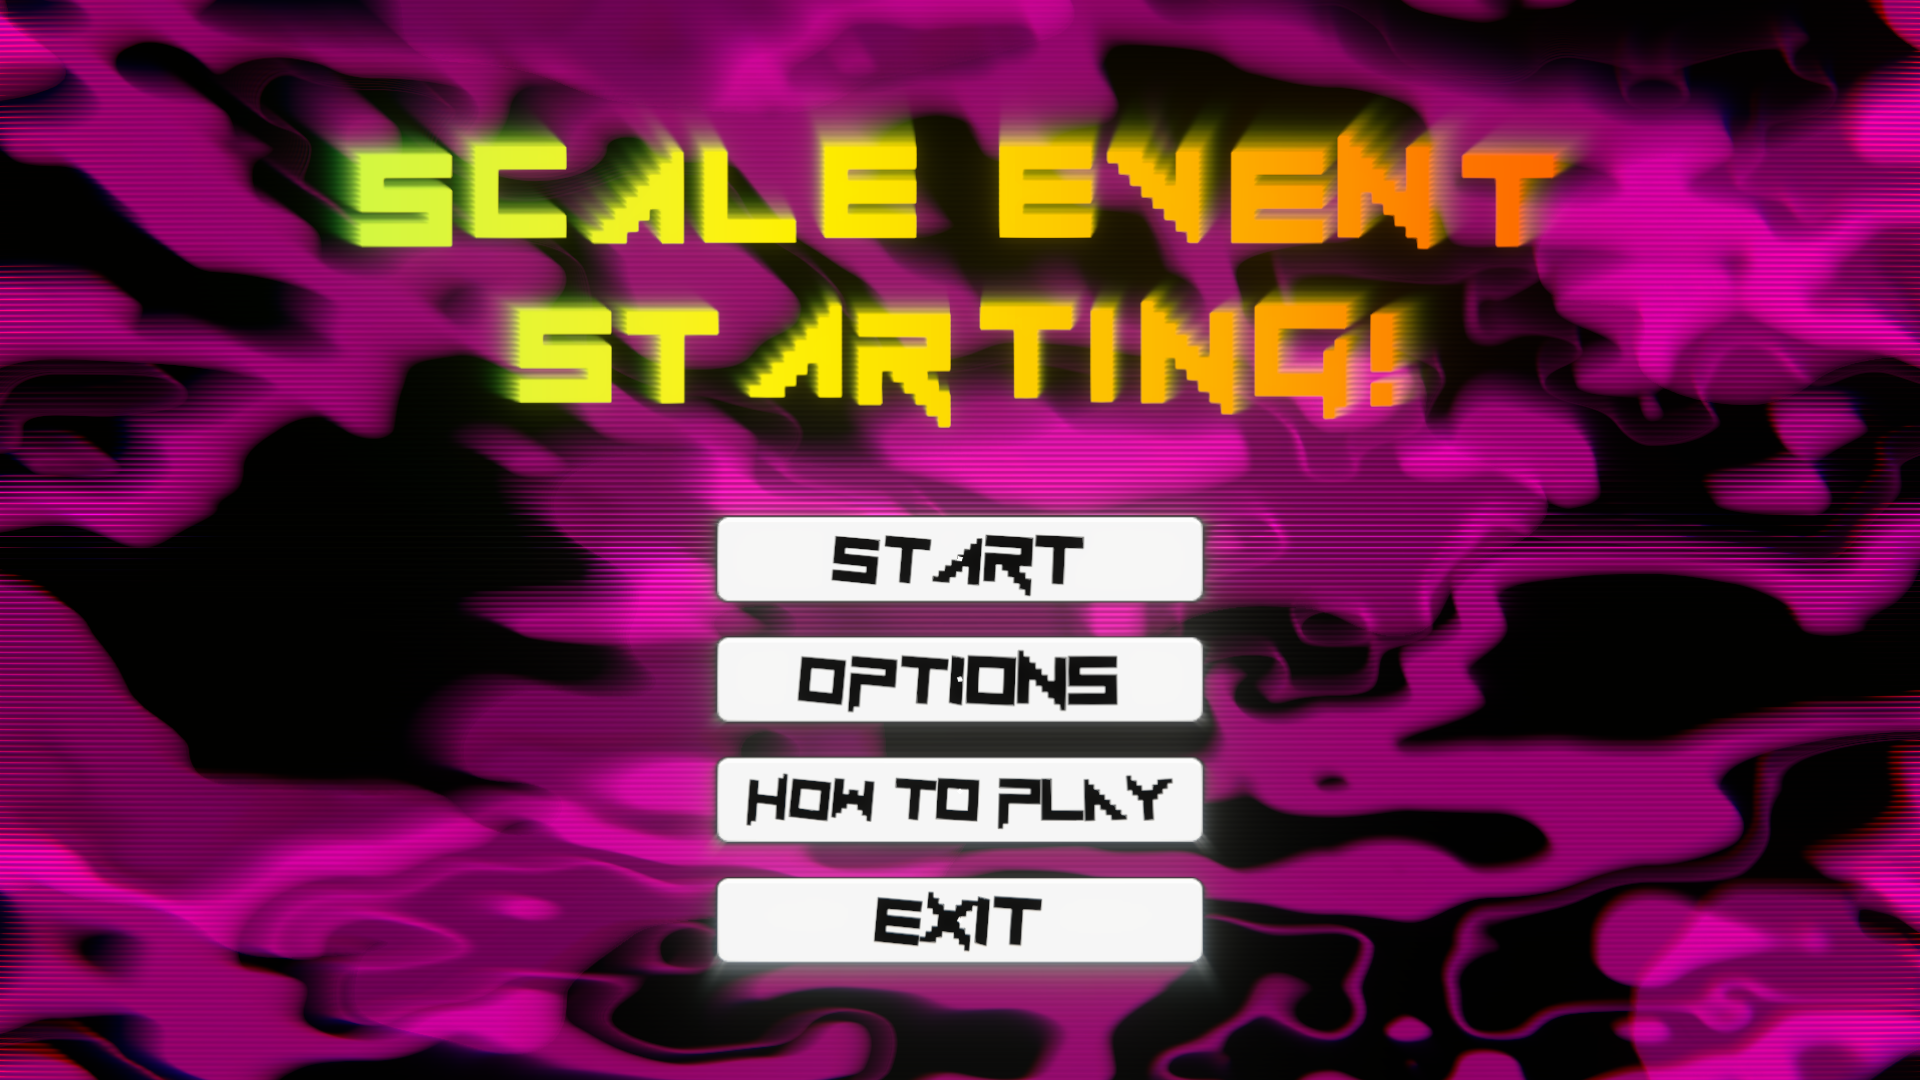 SCALE EVENT
STARTING!
START
OPTIONS
HOW TO PLAY
EXIT